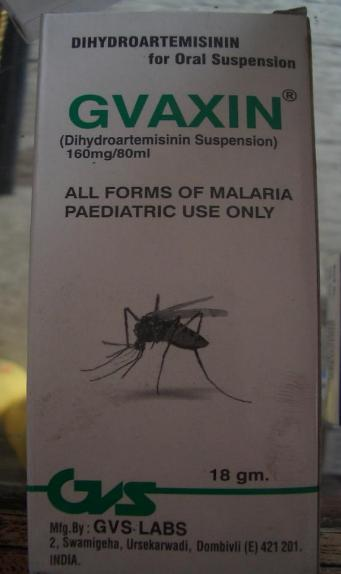 DIHYDROARTEMISININ
for Oral Suspension
GVAXIN®
(Dihydroartemisinin Suspension)
160mg/80ml
ALL FORMS OF MALARIA
PAEDIATRIC USE ONLY
18 gm.
GVS
Mfg.By : GVS LABS
2, Swamigeha, Ursekarwadi, Dombivli (E) 421 201.
INDIA.